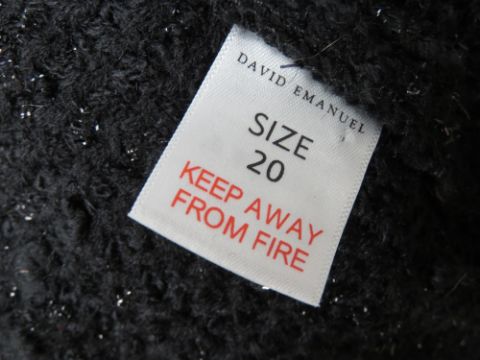 DAVID EMANUEL
SIZE
20
KEEP AWAY
FROM FIRE